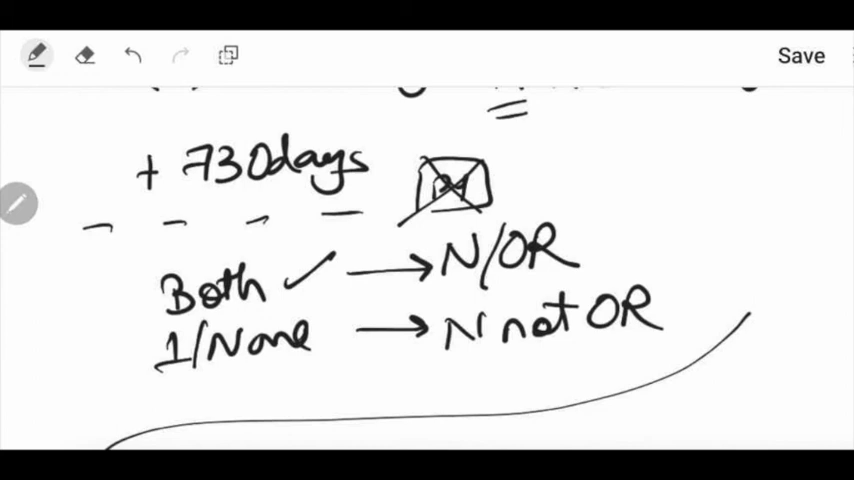 Save
+ 730days
Both ✓ → N/OR
1/None → N not OR